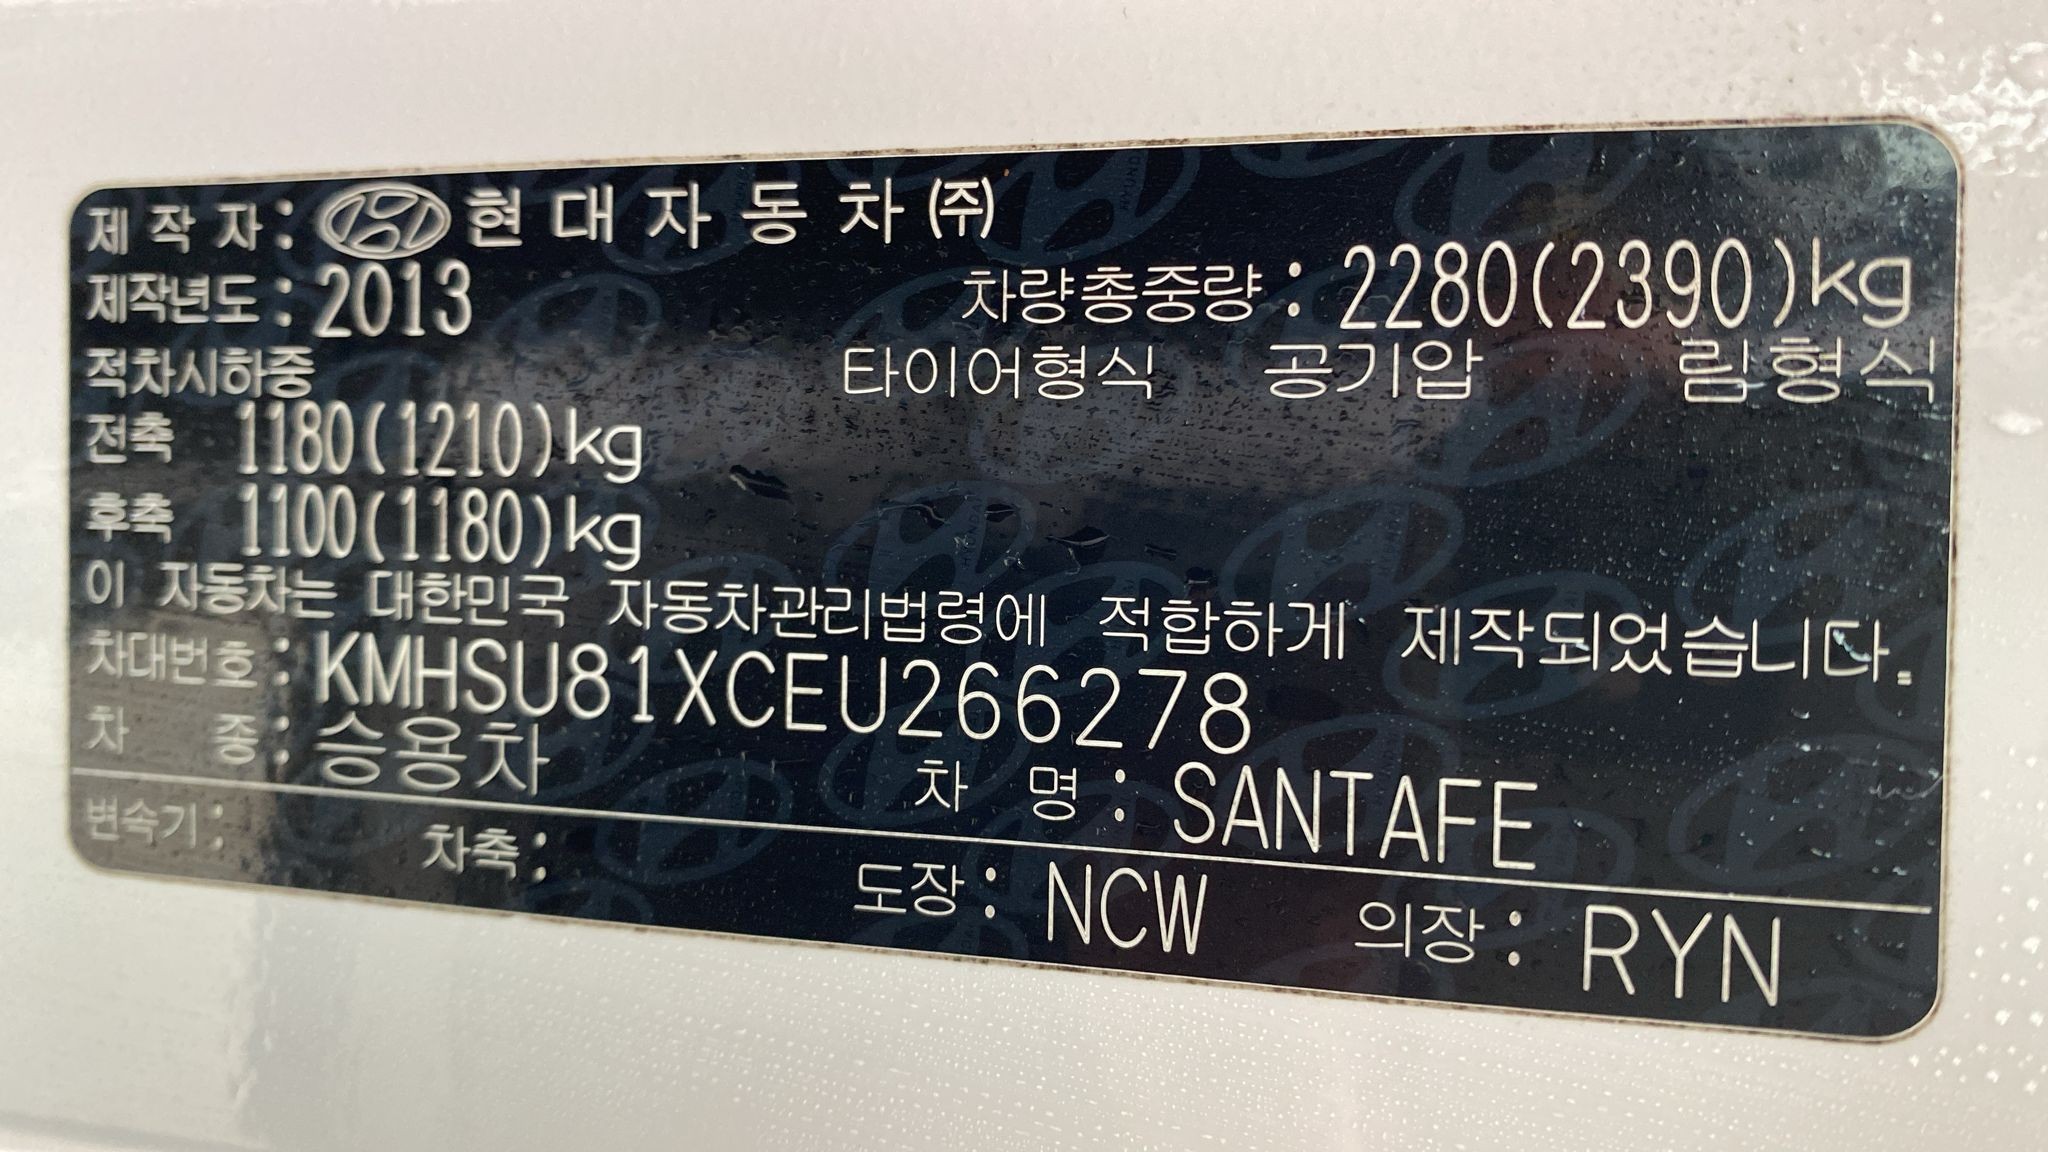 제 작 자 : 현 대 자 동 차 ㈜
제작년도 : 2013 차량총중량 : 2280(2390)kg
적차시하중 타이어형식 공기압 림형식
전축 1180(1210)kg
후축 1100(1180)kg
이 자동차는 대한민국 자동차관리법령에 적합하게 제작되었습니다.
차대번호 : KMHSU81XCEU266278
차 종 : 승용차 차 명 : SANTAFE
변속기 : 차축 : 도장 : NCW 의장 : RYN